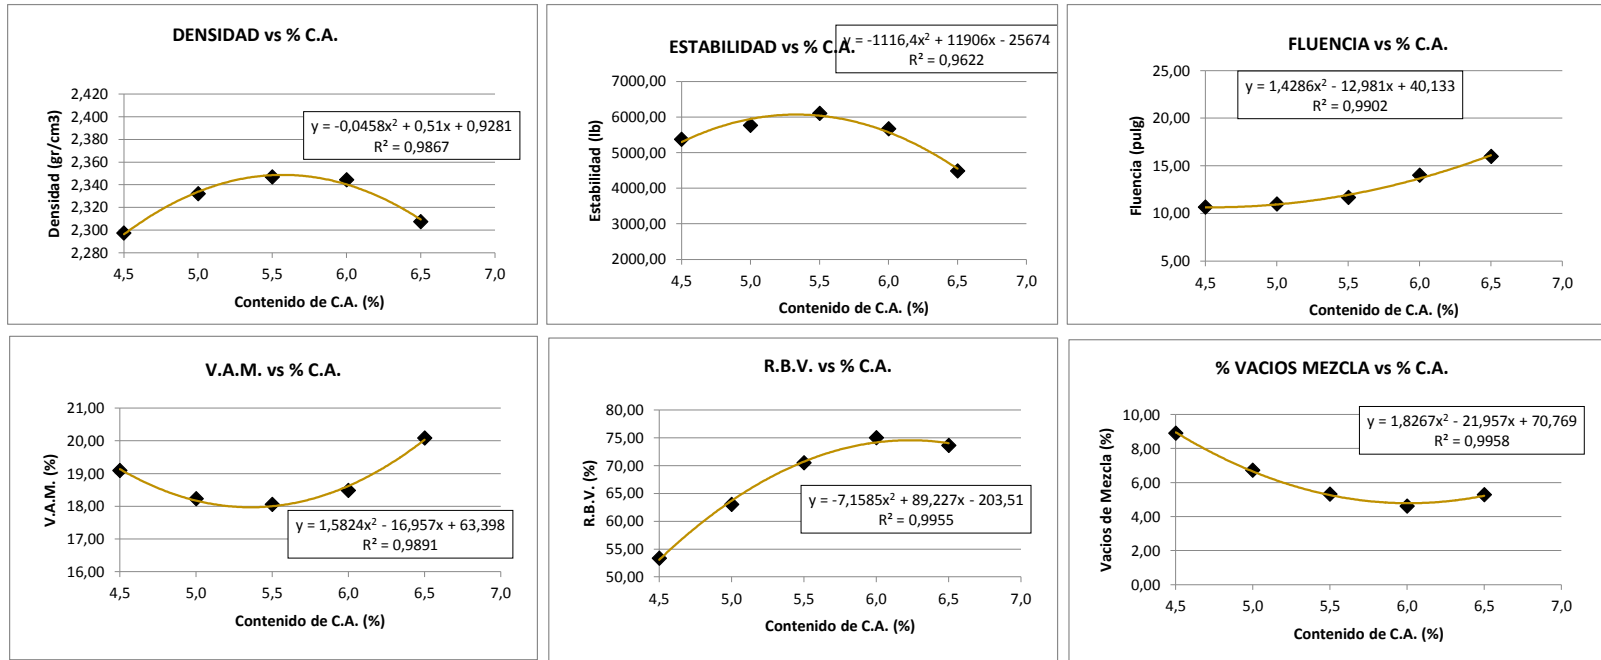 DENSIDAD vs % C.A.
Densidad (gr/cm3)
2,420
2,400
2,380
2,360
2,340
2,320
2,300
2,280
y = -0,0458x² + 0,51x + 0,9281
R² = 0,9867
4,5 5,0 5,5 6,0 6,5 7,0
Contenido de C.A. (%)
ESTABILIDAD vs % C.A.
y = -1116,4x² + 11906x - 25674
R² = 0,9622
Estabilidad (lb)
7000,00
6000,00
5000,00
4000,00
3000,00
2000,00
4,5 5,0 5,5 6,0 6,5 7,0
Contenido de C.A. (%)
FLUENCIA vs % C.A.
y = 1,4286x² - 12,981x + 40,133
R² = 0,9902
Fluencia (pulg)
25,00
20,00
15,00
10,00
5,00
4,5 5,0 5,5 6,0 6,5 7,0
Contenido de C.A. (%)
V.A.M. vs % C.A.
V.A.M. (%)
21,00
20,00
19,00
18,00
17,00
16,00
y = 1,5824x² - 16,957x + 63,398
R² = 0,9891
4,5 5,0 5,5 6,0 6,5 7,0
Contenido de C.A. (%)
R.B.V. vs % C.A.
R.B.V. (%)
80,00
75,00
70,00
65,00
60,00
55,00
50,00
y = -7,1585x² + 89,227x - 203,51
R² = 0,9955
4,5 5,0 5,5 6,0 6,5 7,0
Contenido de C.A. (%)
% VACIOS MEZCLA vs % C.A.
Vacios de Mezcla (%)
10,00
8,00
6,00
4,00
2,00
0,00
y = 1,8267x² - 21,957x + 70,769
R² = 0,9958
4,5 5,0 5,5 6,0 6,5 7,0
Contenido de C.A. (%)